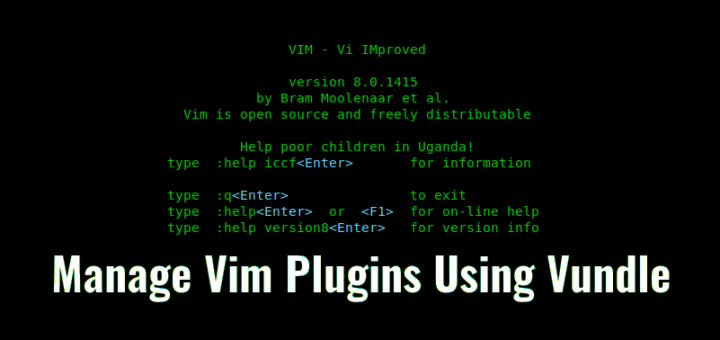 VIM - Vi IMproved
version 8.0.1415
by Bram Moolenaar et al.
Vim is open source and freely distributable
Help poor children in Uganda!
type :help iccf<Enter> for information
type :q<Enter> to exit
type :help<Enter> or <F1> for on-line help
type :help version8<Enter> for version info
Manage Vim Plugins Using Vundle